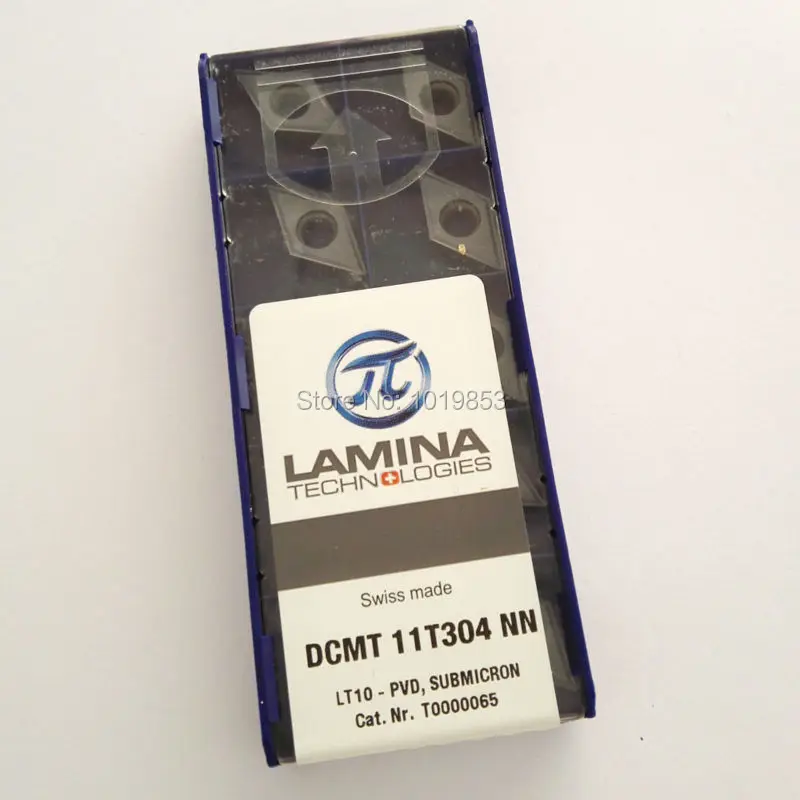 π
Store No: 1019853
LAMINA
TECHNOLOGIES
Swiss made
DCMT 11T304 NN
LT10 - PVD, SUBMICRON
Cat. Nr. T0000065